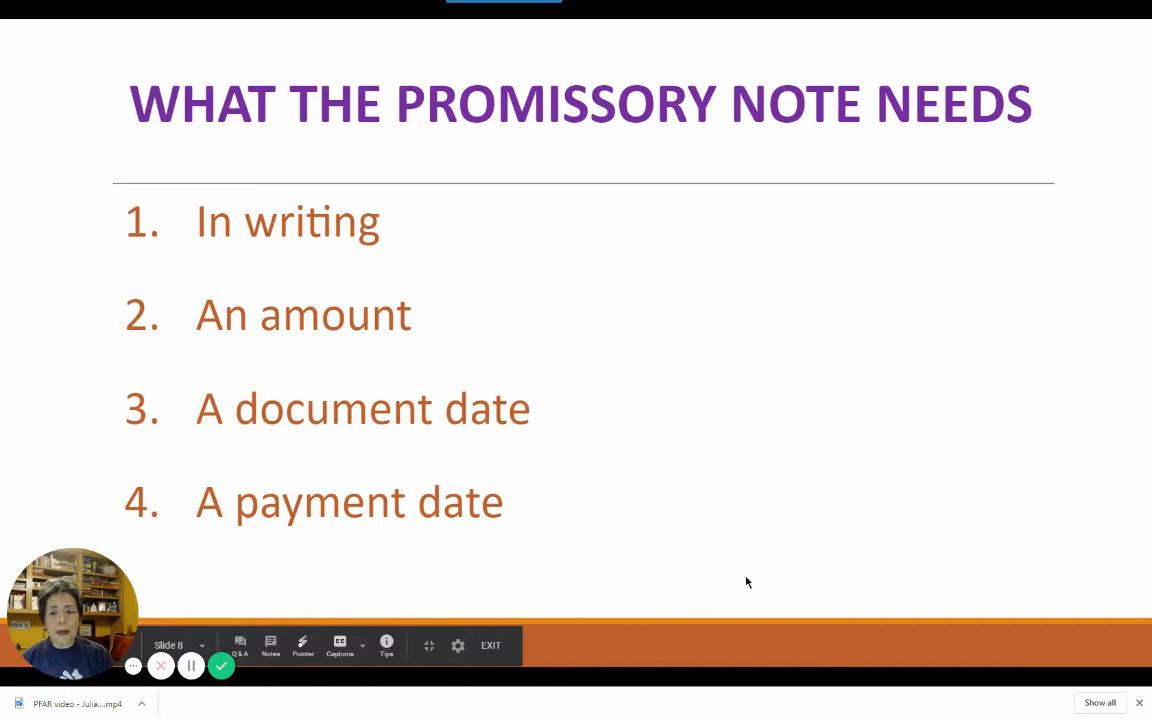 WHAT THE PROMISSORY NOTE NEEDS
1. In writing
2. An amount
3. A document date
4. A payment date
Slide 8
Q & A
Notes
Pointer
CC
Captions
Tips
EXIT
PFAR video - Julia....mp4
Show all